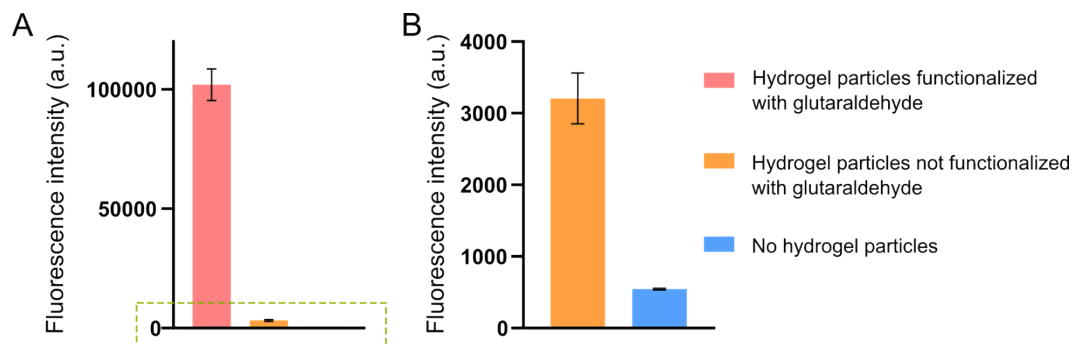 A
Fluorescence intensity (a.u.)
100000
50000
0
B
Fluorescence intensity (a.u.)
4000
3000
2000
1000
0
Hydrogel particles functionalized
with glutaraldehyde
Hydrogel particles not functionalized
with glutaraldehyde
No hydrogel particles